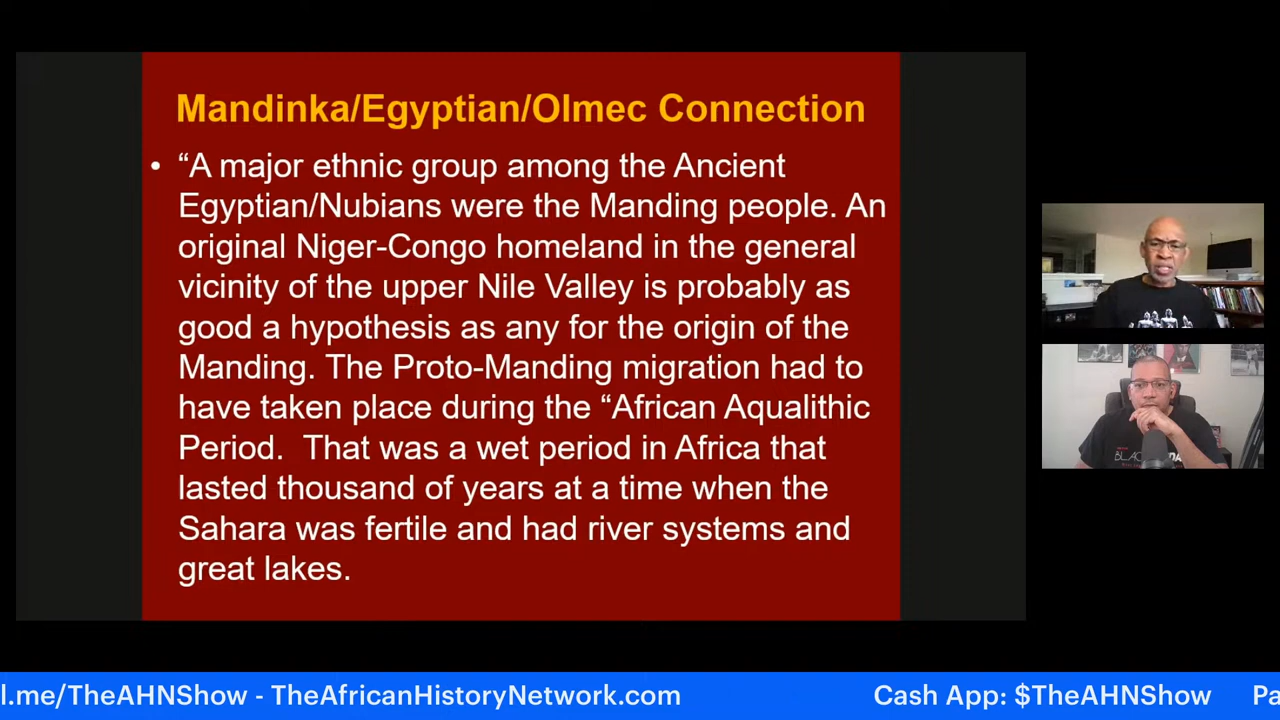 Mandinka/Egyptian/Olmec Connection
• “A major ethnic group among the Ancient
Egyptian/Nubians were the Manding people. An
original Niger-Congo homeland in the general
vicinity of the upper Nile Valley is probably as
good a hypothesis as any for the origin of the
Manding. The Proto-Manding migration had to
have taken place during the “African Aqualithic
Period.  That was a wet period in Africa that
lasted thousand of years at a time when the
Sahara was fertile and had river systems and
great lakes.
BLAC
l.me/TheAHNShow - TheAfricanHistoryNetwork.com Cash App: $TheAHNShow Pa